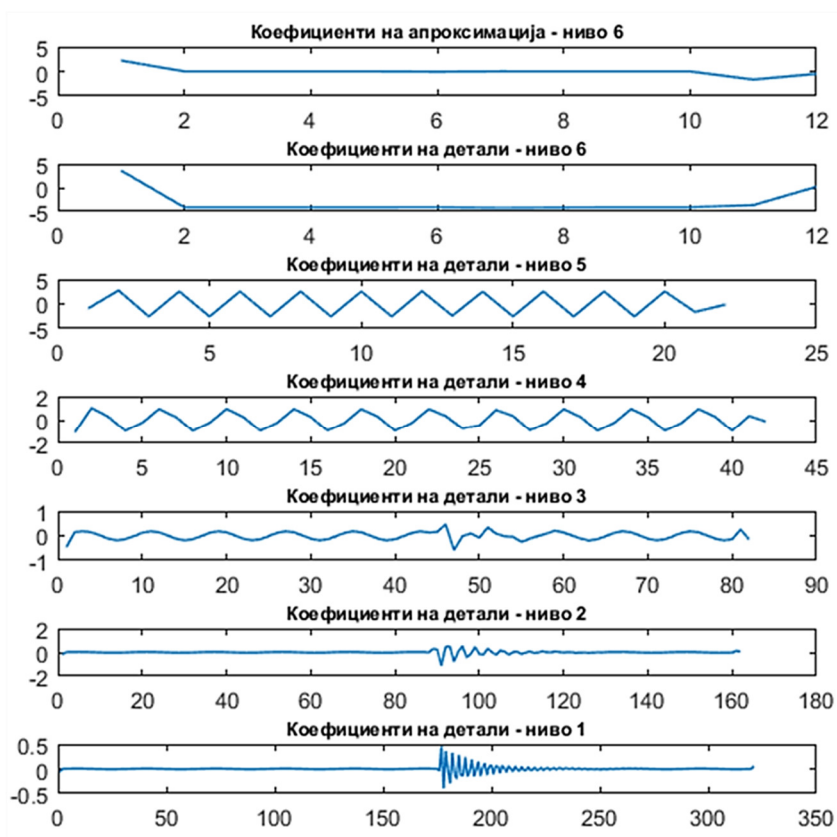 Коефициенти на апроксимација - ниво 6
5
0
-5
0 2 4 6 8 10 12
Коефициенти на детали - ниво 6
5
0
-5
0 2 4 6 8 10 12
Коефициенти на детали - ниво 5
5
0
-5
0 5 10 15 20 25
Коефициенти на детали - ниво 4
2
0
-2
0 5 10 15 20 25 30 35 40 45
Коефициенти на детали - ниво 3
1
0
-1
0 10 20 30 40 50 60 70 80 90
Коефициенти на детали - ниво 2
2
0
-2
0 20 40 60 80 100 120 140 160 180
Коефициенти на детали - ниво 1
0.5
0
-0.5
0 50 100 150 200 250 300 350